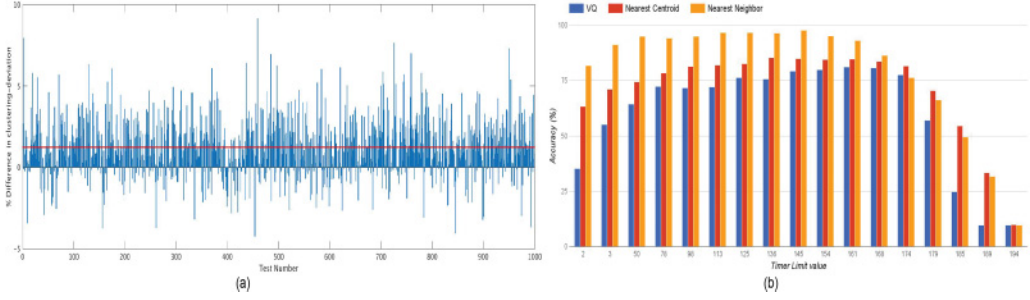 % Difference in clustering-deviation
10
5
0
-5
0 100 200 300 400 500 600 700 800 900 1000
Test Number
(a)
VQ Nearest Centroid Nearest Neighbor
Accuracy (%)
100
75
50
25
0
2 3 50 76 96 113 125 136 145 154 161 168 174 179 185 189 194
Timer Limit value
(b)